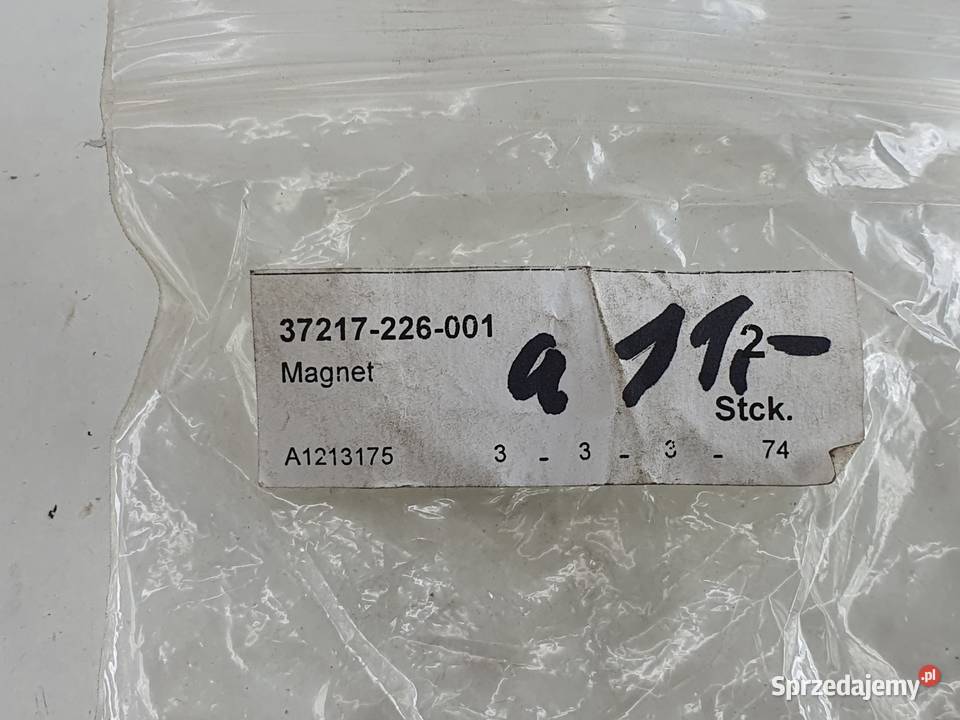 37217-226-001
Magnet
a 11,-
2
Stck.
A1213175 3 - 3 - 3 - 74
Sprzedajemy.pl